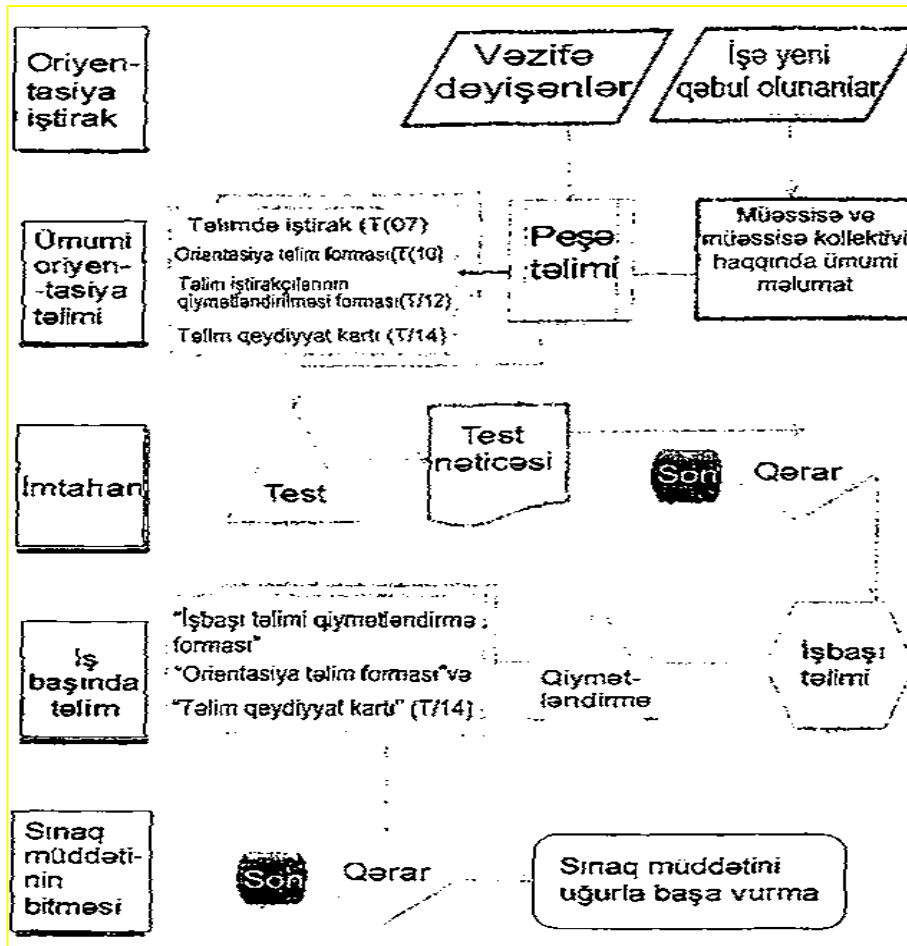 Oriyen-
tasiya
iştirak
Vəzifə
dəyişənlər
İşə yeni
qəbul olunanlar
Ümumi
oriyen-
-tasiya
təlimi
Təlimdə iştirak (T(07)
Orientasiya təlim forması(T(10)
Təlim iştirakçılarının
qiymətləndirilməsi forması(T/12)
Təlim qeydiyyat kartı (T/14)
Peşə
təlimi
Müəssisə və
müəssisə kollektivi
haqqında ümumi
məlumat
İmtahan
Test
Test
nəticəsi
Son
Qərar
İş
başında
təlim
"İşbaşı təlimi qiymətləndirmə
forması"
"Orientasiya təlim forması"və
"Təlim qeydiyyat kartı" (T/14)
Qiymət-
ləndirmə
İşbaşı
təlimi
Sınaq
müddəti-
nin
bitməsi
Son
Qərar
Sınaq müddətini
uğurla başa vurma